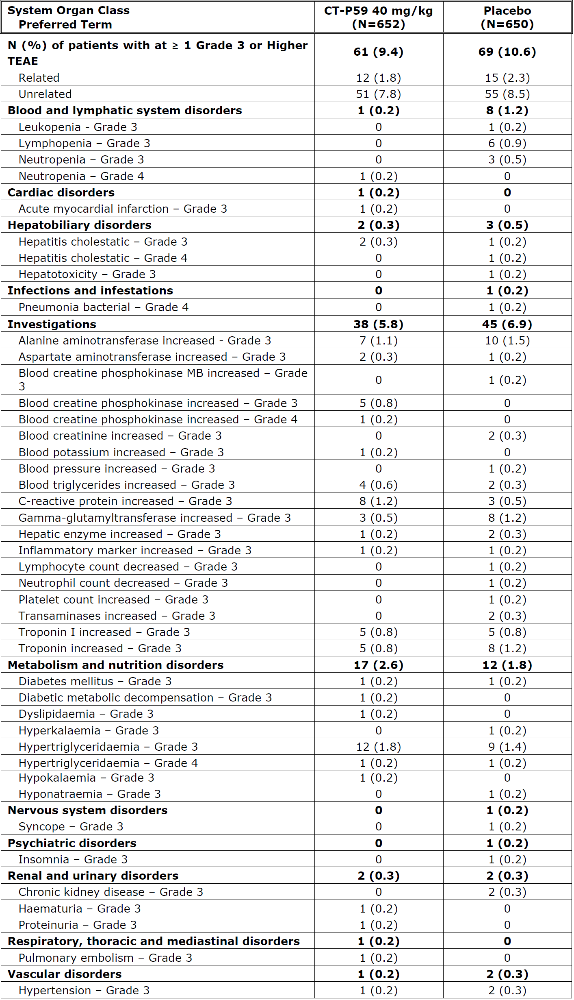 System Organ Class CT-P59 40 mg/kg Placebo
Preferred Term (N=652) (N=650)
N (%) of patients with at ≥ 1 Grade 3 or Higher
TEAE 61 (9.4) 69 (10.6)
Related 12 (1.8) 15 (2.3)
Unrelated 51 (7.8) 55 (8.5)
Blood and lymphatic system disorders 1 (0.2) 8 (1.2)
Leukopenia - Grade 3 0 1 (0.2)
Lymphopenia – Grade 3 0 6 (0.9)
Neutropenia – Grade 3 0 3 (0.5)
Neutropenia – Grade 4 1 (0.2) 0
Cardiac disorders 1 (0.2) 0
Acute myocardial infarction – Grade 3 1 (0.2) 0
Hepatobiliary disorders 2 (0.3) 3 (0.5)
Hepatitis cholestatic – Grade 3 2 (0.3) 1 (0.2)
Hepatitis cholestatic – Grade 4 0 1 (0.2)
Hepatotoxicity – Grade 3 0 1 (0.2)
Infections and infestations 0 1 (0.2)
Pneumonia bacterial – Grade 4 0 1 (0.2)
Investigations 38 (5.8) 45 (6.9)
Alanine aminotransferase increased - Grade 3 7 (1.1) 10 (1.5)
Aspartate aminotransferase increased – Grade 3 2 (0.3) 1 (0.2)
Blood creatine phosphokinase MB increased – Grade
3 0 1 (0.2)
Blood creatine phosphokinase increased – Grade 3 5 (0.8) 0
Blood creatine phosphokinase increased – Grade 4 1 (0.2) 0
Blood creatinine increased – Grade 3 0 2 (0.3)
Blood potassium increased – Grade 3 1 (0.2) 0
Blood pressure increased – Grade 3 0 1 (0.2)
Blood triglycerides increased – Grade 3 4 (0.6) 2 (0.3)
C-reactive protein increased – Grade 3 8 (1.2) 3 (0.5)
Gamma-glutamyltransferase increased – Grade 3 3 (0.5) 8 (1.2)
Hepatic enzyme increased – Grade 3 1 (0.2) 2 (0.3)
Inflammatory marker increased – Grade 3 1 (0.2) 1 (0.2)
Lymphocyte count decreased – Grade 3 0 1 (0.2)
Neutrophil count decreased – Grade 3 0 1 (0.2)
Platelet count increased – Grade 3 0 1 (0.2)
Transaminases increased – Grade 3 0 2 (0.3)
Troponin I increased – Grade 3 5 (0.8) 5 (0.8)
Troponin increased – Grade 3 5 (0.8) 8 (1.2)
Metabolism and nutrition disorders 17 (2.6) 12 (1.8)
Diabetes mellitus – Grade 3 1 (0.2) 1 (0.2)
Diabetic metabolic decompensation – Grade 3 1 (0.2) 0
Dyslipidaemia – Grade 3 1 (0.2) 0
Hyperkalaemia – Grade 3 0 1 (0.2)
Hypertriglyceridaemia – Grade 3 12 (1.8) 9 (1.4)
Hypertriglyceridaemia – Grade 4 1 (0.2) 1 (0.2)
Hypokalaemia – Grade 3 1 (0.2) 0
Hyponatraemia – Grade 3 0 1 (0.2)
Nervous system disorders 0 1 (0.2)
Syncope – Grade 3 0 1 (0.2)
Psychiatric disorders 0 1 (0.2)
Insomnia – Grade 3 0 1 (0.2)
Renal and urinary disorders 2 (0.3) 2 (0.3)
Chronic kidney disease – Grade 3 0 2 (0.3)
Haematuria – Grade 3 1 (0.2) 0
Proteinuria – Grade 3 1 (0.2) 0
Respiratory, thoracic and mediastinal disorders 1 (0.2) 0
Pulmonary embolism – Grade 3 1 (0.2) 0
Vascular disorders 1 (0.2) 2 (0.3)
Hypertension – Grade 3 1 (0.2) 2 (0.3)